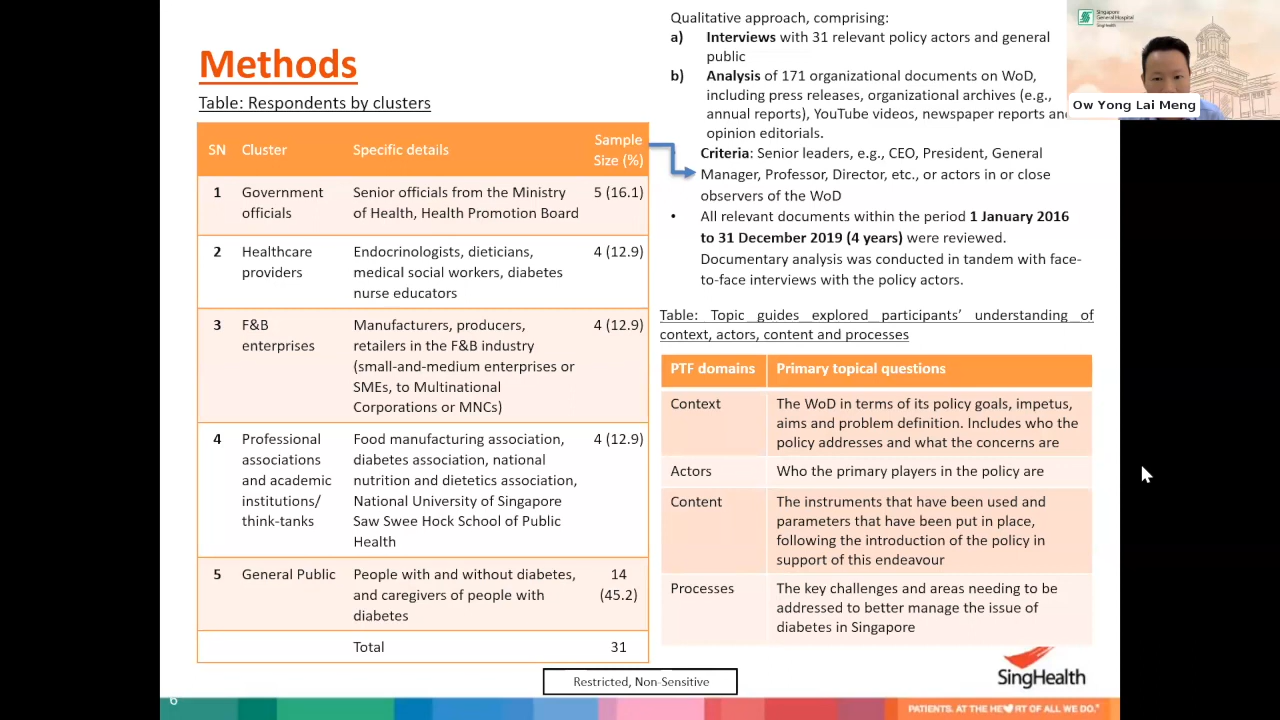 Methods
Table: Respondents by clusters
SN Cluster Specific details Sample Size (%)
1 Government officials Senior officials from the Ministry of Health, Health Promotion Board 5 (16.1)
2 Healthcare providers Endocrinologists, dieticians, medical social workers, diabetes nurse educators 4 (12.9)
3 F&B enterprises Manufacturers, producers, retailers in the F&B industry (small-and-medium enterprises or SMEs, to Multinational Corporations or MNCs) 4 (12.9)
4 Professional associations and academic institutions/ think-tanks Food manufacturing association, diabetes association, national nutrition and dietetics association, National University of Singapore Saw Swee Hock School of Public Health 4 (12.9)
5 General Public People with and without diabetes, and caregivers of people with diabetes 14 (45.2)
Total 31
Qualitative approach, comprising:
a) Interviews with 31 relevant policy actors and general
public
b) Analysis of 171 organizational documents on WoD,
including press releases, organizational archives (e.g.,
annual reports), YouTube videos, newspaper reports and
opinion editorials.
Criteria: Senior leaders, e.g., CEO, President, General
Manager, Professor, Director, etc., or actors in or close
observers of the WoD
• All relevant documents within the period 1 January 2016
to 31 December 2019 (4 years) were reviewed.
Documentary analysis was conducted in tandem with face-
to-face interviews with the policy actors.
Table: Topic guides explored participants' understanding of
context, actors, content and processes
PTF domains Primary topical questions
Context The WoD in terms of its policy goals, impetus, aims and problem definition. Includes who the policy addresses and what the concerns are
Actors Who the primary players in the policy are
Content The instruments that have been used and parameters that have been put in place, following the introduction of the policy in support of this endeavour
Processes The key challenges and areas needing to be addressed to better manage the issue of diabetes in Singapore
Singapore
General Hospital
SingHealth
Ow Yong Lai Meng
SingHealth
Restricted, Non-Sensitive
6
PATIENTS. AT THE HE♥RT OF ALL WE DO.